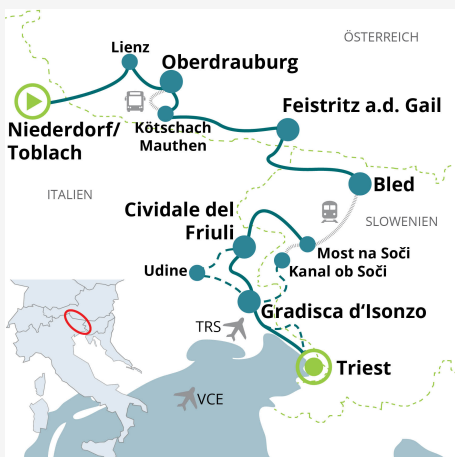 ÖSTERREICH
Lienz
Oberdrauburg
Feistritz a.d. Gail
Niederdorf/
Toblach
Kötschach
Mauthen
ITALIEN
Bled
Cividale del
Friuli
SLOWENIEN
Most na Soči
Udine
Kanal ob Soči
Gradisca d‘Isonzo
TRS
Triest
VCE